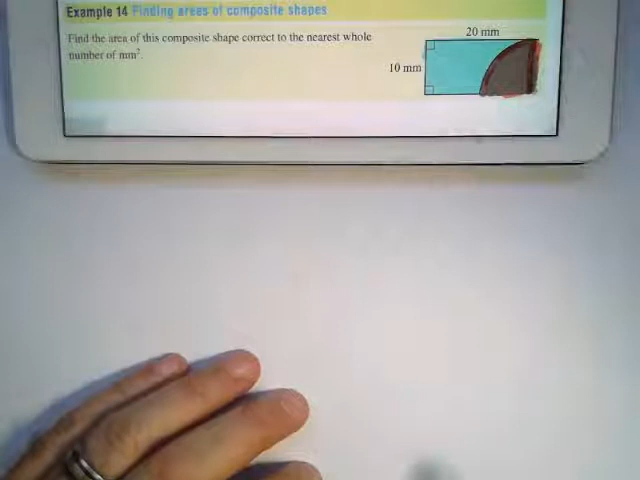 Example 14 Finding areas of composite shapes
Find the area of this composite shape correct to the nearest whole
number of mm².
20 mm
10 mm